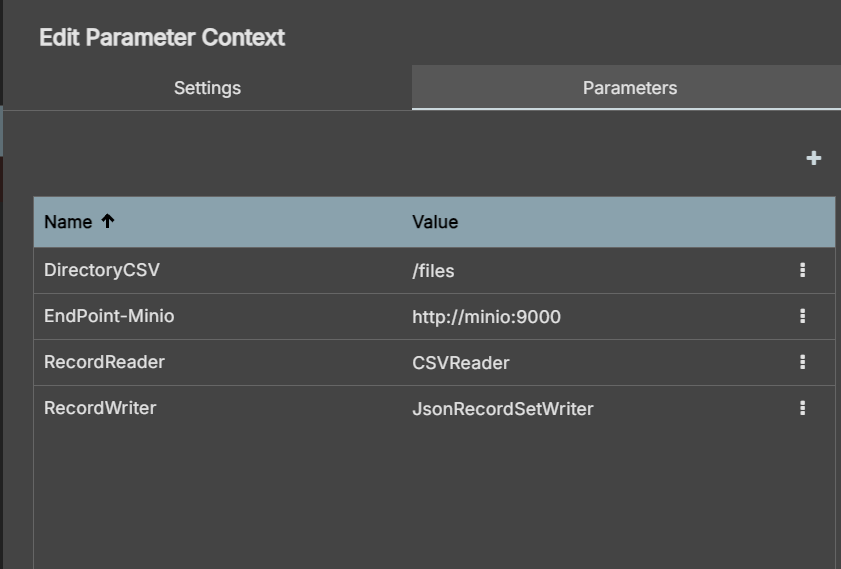 Edit Parameter Context
Settings Parameters
Name Value
DirectoryCSV /files
EndPoint-Minio http://minio:9000
RecordReader CSVReader
RecordWriter JsonRecordSetWriter